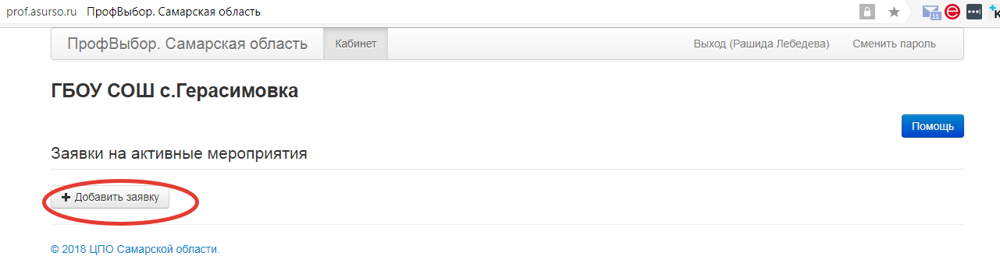 prof.asurso.ru ПрофВыбор. Самарская область
11
ПрофВыбор. Самарская область Кабинет Выход (Рашида Лебедева) Сменить пароль
ГБОУ СОШ с.Герасимовка
Помощь
Заявки на активные мероприятия
+ Добавить заявку
© 2018 ЦПО Самарской области.